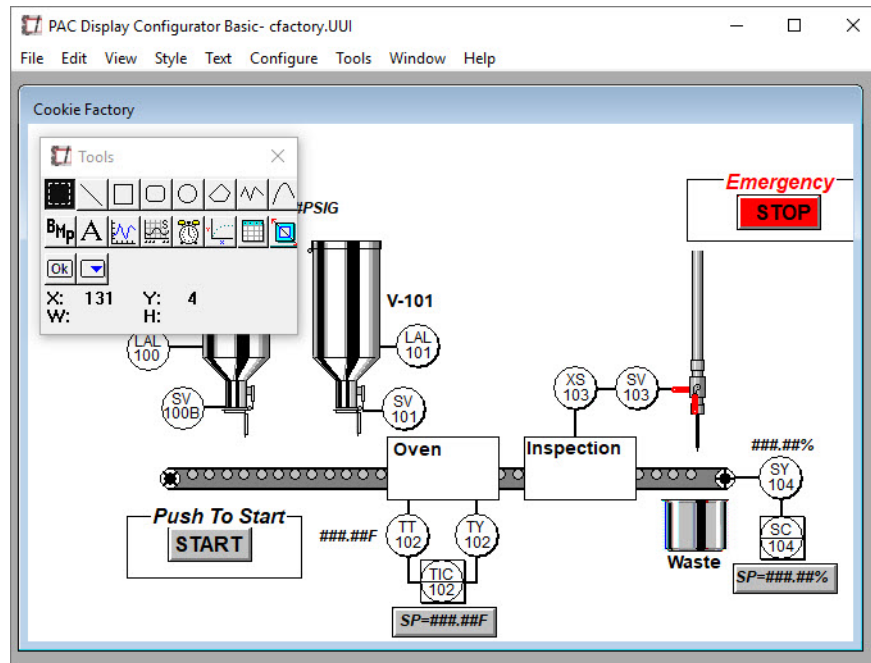 PAC Display Configurator Basic- cfactory.UUI
File Edit View Style Text Configure Tools Window Help
Cookie Factory
Tools
BMp A S
Ok
X: 131 Y: 4
W: H:
#PSIG
Emergency
STOP
V-101
LAL
100
LAL
101
SV
100B
SV
101
XS
103
SV
103
Oven
Inspection
###.##%
SY
104
Push To Start
START
###.##F
TT
102
TY
102
SC
104
Waste
TIC
102
SP=###.##%
SP=###.##F